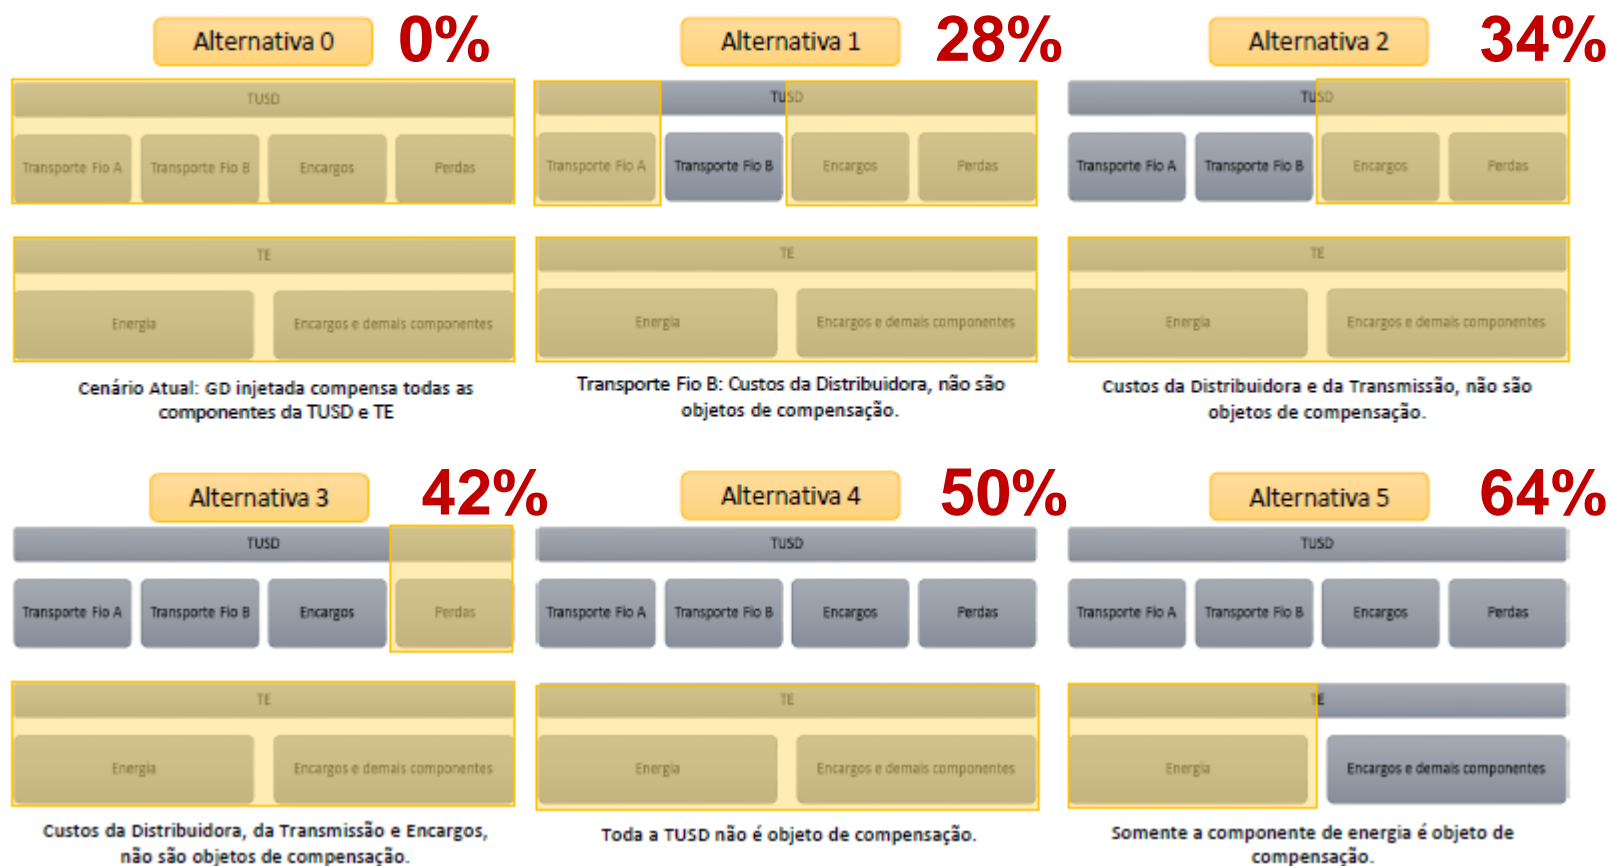 Alternativa 0
0%
TUSD
Transporte Fio A
Transporte Fio B
Encargos
Perdas
TE
Energia
Encargos e demais componentes
Cenário Atual: GD injetada compensa todas as
componentes da TUSD e TE
Alternativa 1
28%
TUSD
Transporte Fio A
Transporte Fio B
Encargos
Perdas
TE
Energia
Encargos e demais componentes
Transporte Fio B: Custos da Distribuidora, não são
objetos de compensação.
Alternativa 2
34%
TUSD
Transporte Fio A
Transporte Fio B
Encargos
Perdas
TE
Energia
Encargos e demais componentes
Custos da Distribuidora e da Transmissão, não são
objetos de compensação.
Alternativa 3
42%
TUSD
Transporte Fio A
Transporte Fio B
Encargos
Perdas
TE
Energia
Encargos e demais componentes
Custos da Distribuidora, da Transmissão e Encargos,
não são objetos de compensação.
Alternativa 4
50%
TUSD
Transporte Fio A
Transporte Fio B
Encargos
Perdas
TE
Energia
Encargos e demais componentes
Toda a TUSD não é objeto de compensação.
Alternativa 5
64%
TUSD
Transporte Fio A
Transporte Fio B
Encargos
Perdas
TE
Energia
Encargos e demais componentes
Somente a componente de energia é objeto de
compensação.